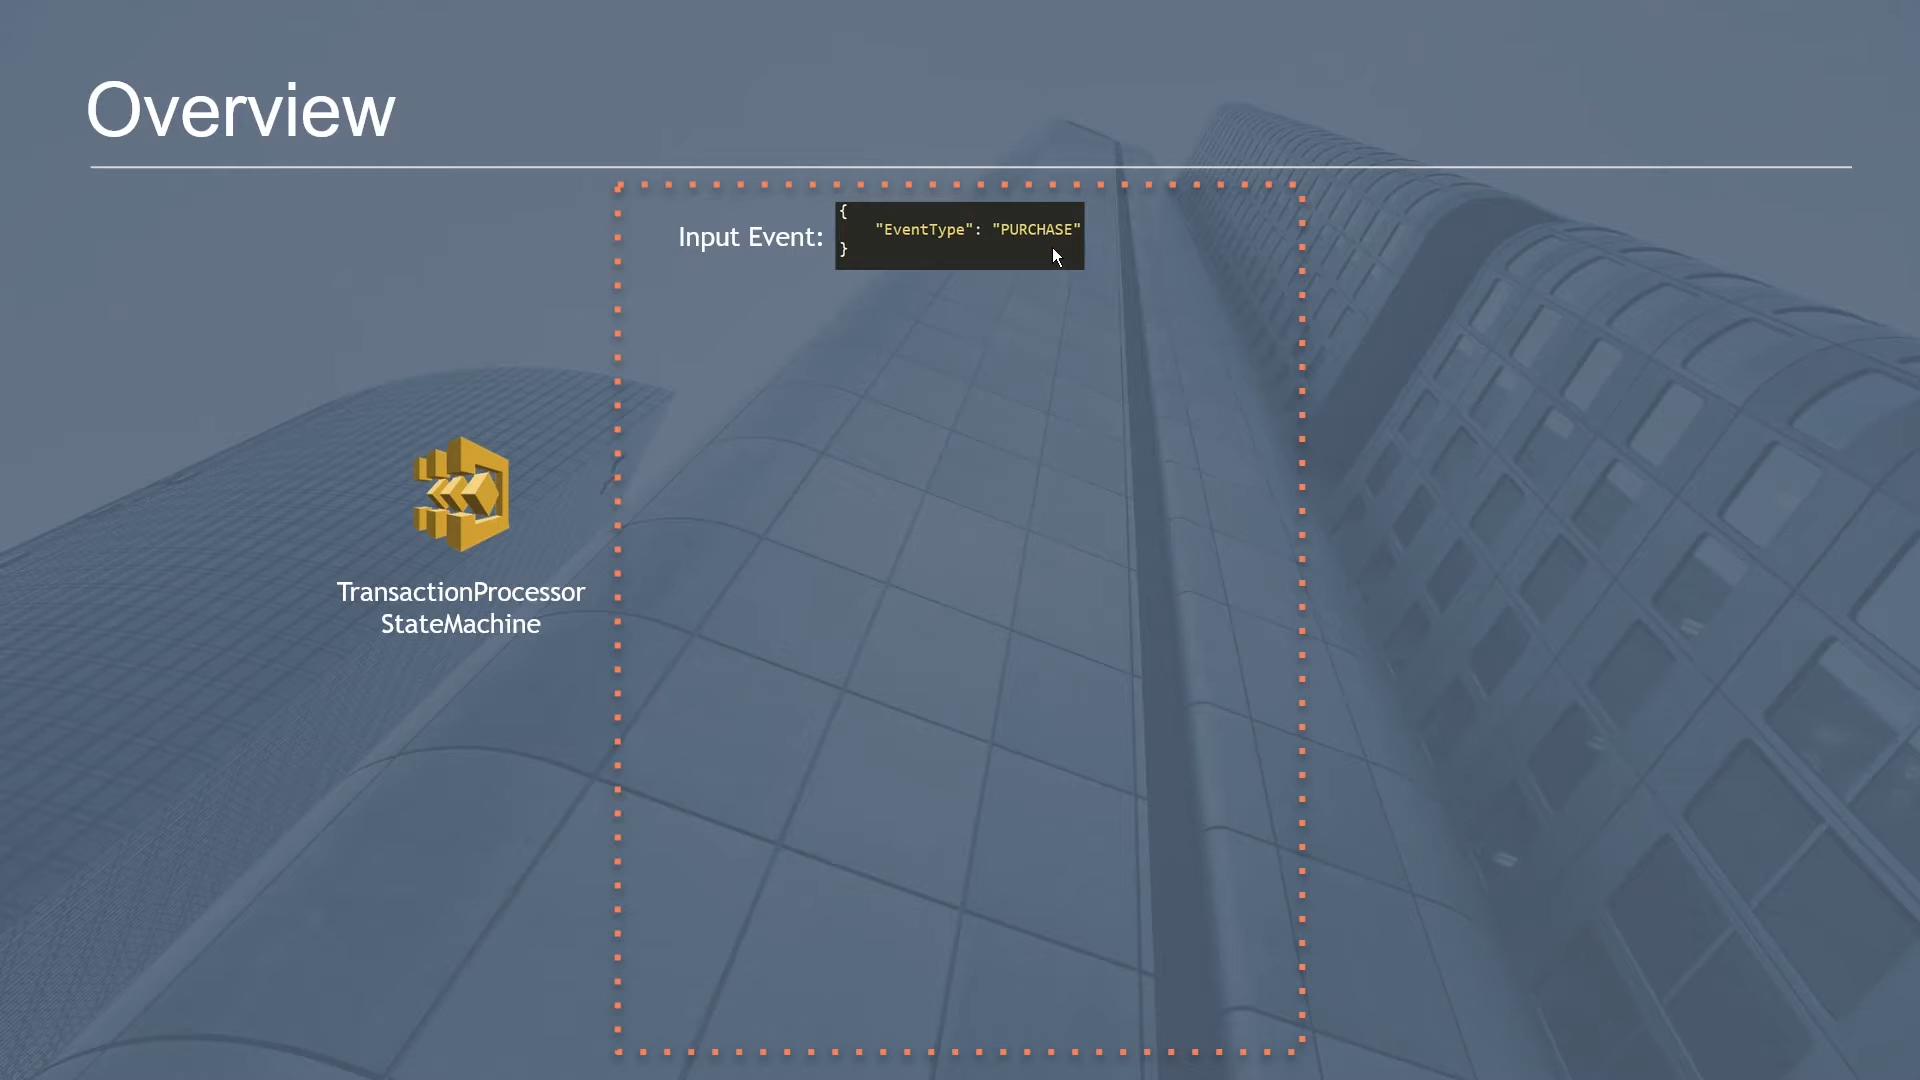 Overview
Input Event:
{
"EventType": "PURCHASE"
}
TransactionProcessor
StateMachine